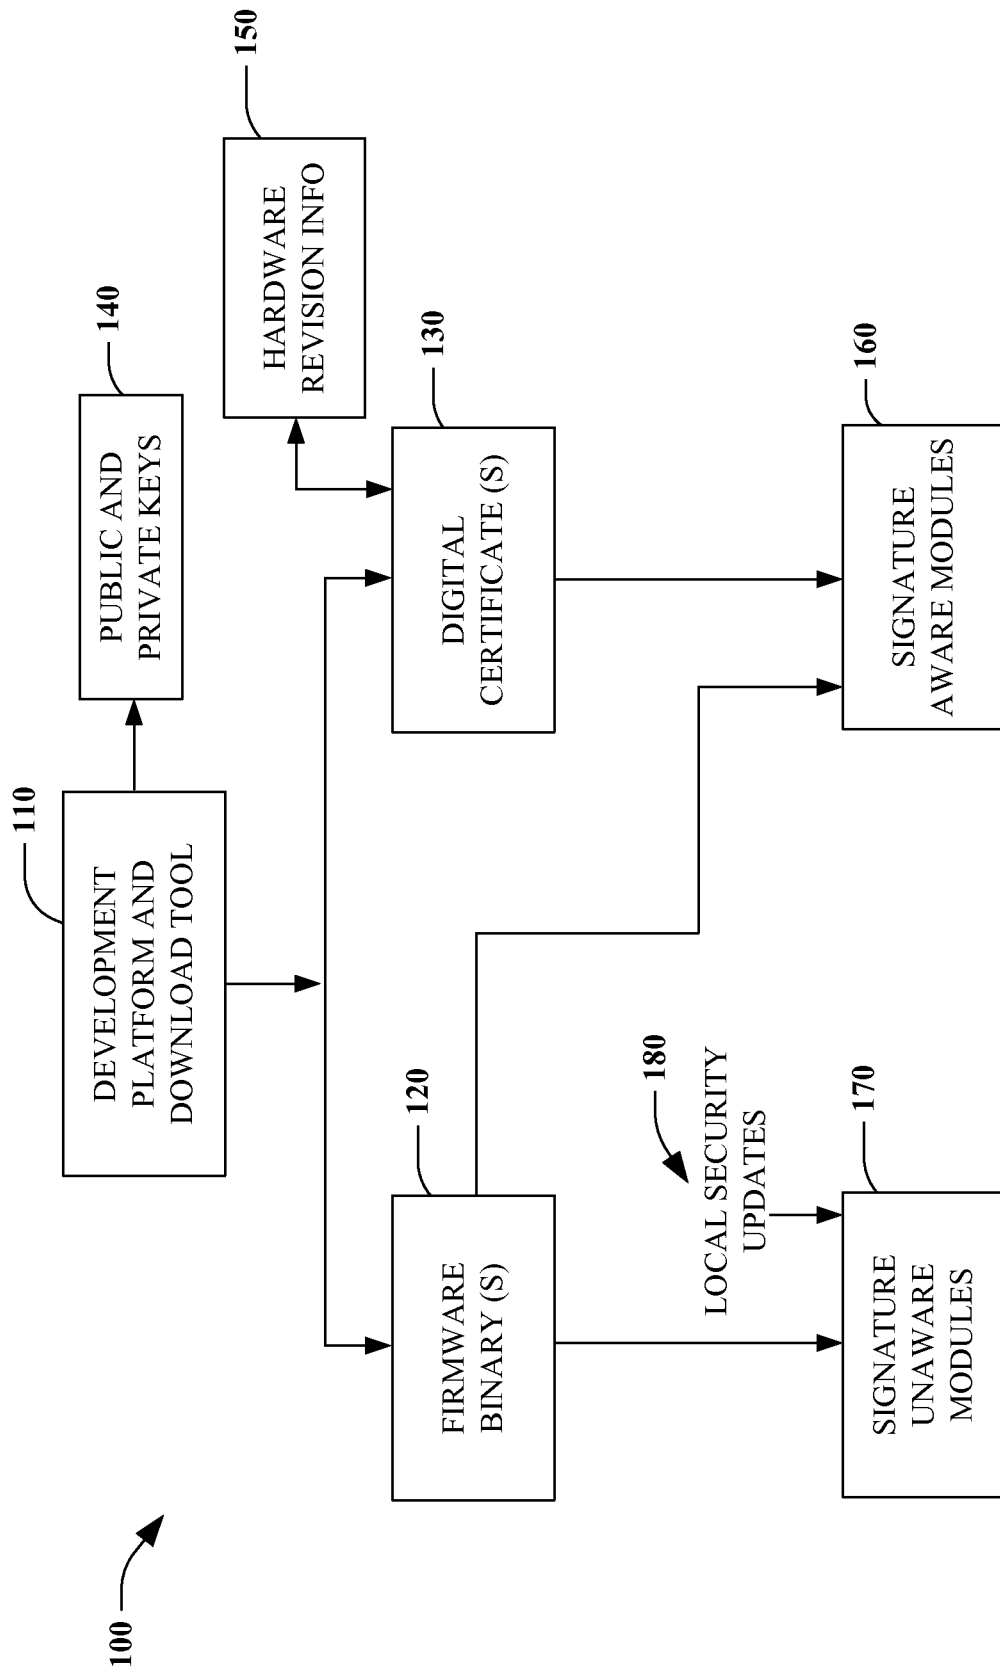 100
110
DEVELOPMENT
PLATFORM AND
DOWNLOAD TOOL
140
PUBLIC AND
PRIVATE KEYS
150
HARDWARE
REVISION INFO
120
FIRMWARE
BINARY (S)
130
DIGITAL
CERTIFICATE (S)
180
LOCAL SECURITY
UPDATES
170
SIGNATURE
UNAWARE
MODULES
160
SIGNATURE
AWARE MODULES